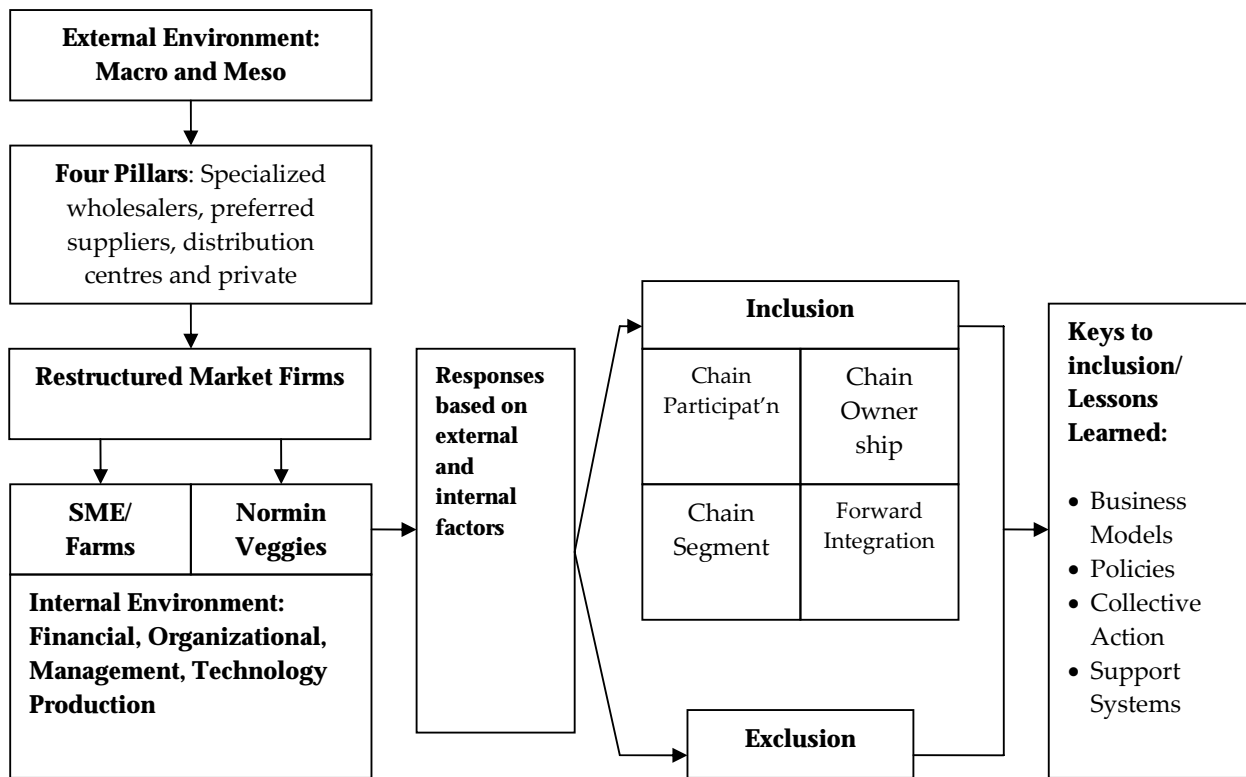 External Environment:
Macro and Meso
Four Pillars: Specialized
wholesalers, preferred
suppliers, distribution
centres and private
Restructured Market Firms
SME/
Farms
Normin
Veggies
Internal Environment:
Financial, Organizational,
Management, Technology
Production
Responses
based on
external
and
internal
factors
Inclusion
Chain
Participat’n
Chain
Owner
ship
Chain
Segment
Forward
Integration
Exclusion
Keys to
inclusion/
Lessons
Learned:
• Business
Models
• Policies
• Collective
Action
• Support
Systems